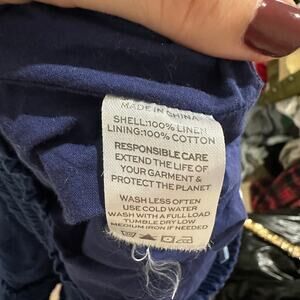 MADE IN CHINA
SHELL:100% LINEN
LINING:100% COTTON
RESPONSIBLE CARE
EXTEND THE LIFE OF
YOUR GARMENT &
PROTECT THE PLANET
WASH LESS OFTEN
USE COLD WATER
WASH WITH A FULL LOAD
TUMBLE DRY LOW
MEDIUM IRON IF NEEDED